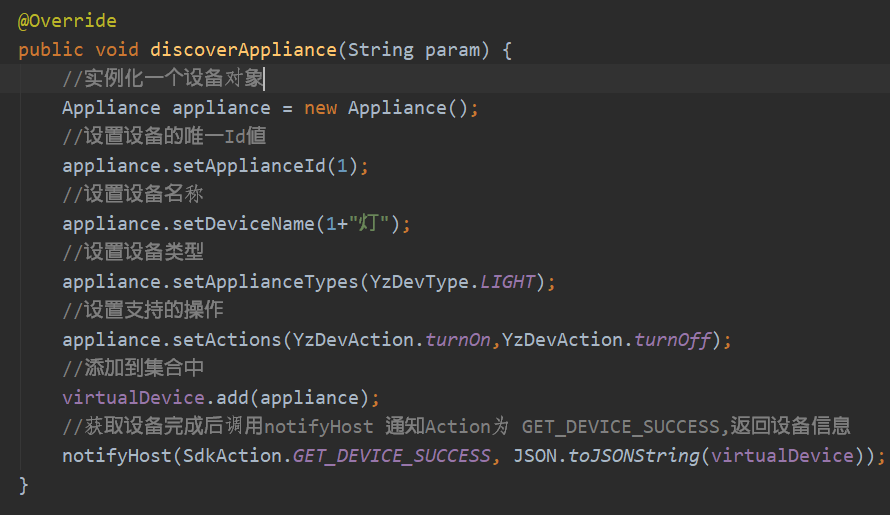 @Override
public void discoverAppliance(String param) {
//实例化一个设备对象
Appliance appliance = new Appliance();
//设置设备的唯一Id值
appliance.setApplianceId(1);
//设置设备名称
appliance.setDeviceName(1+"灯");
//设置设备类型
appliance.setApplianceTypes(YzDevType.LIGHT);
//设置支持的操作
appliance.setActions(YzDevAction.turnOn,YzDevAction.turnOff);
//添加到集合中
virtualDevice.add(appliance);
//获取设备完成后调用notifyHost 通知Action为 GET_DEVICE_SUCCESS,返回设备信息
notifyHost(SdkAction.GET_DEVICE_SUCCESS, JSON.toJSONString(virtualDevice));
}